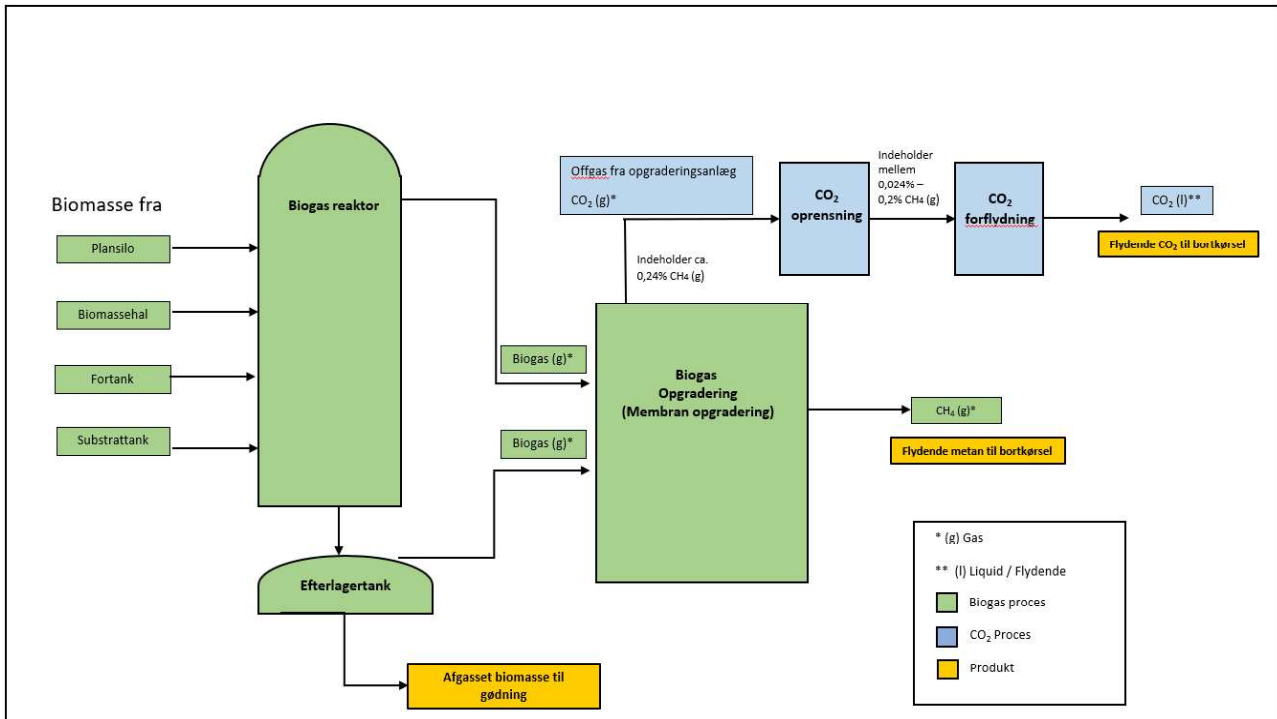 Biomasse fra
Plansilo
Biomassehal
Fortank
Substrattank
Biogas reaktor
Efterlagertank
Afgasset biomasse til
gødning
Biogas (g)*
Biogas (g)*
Biogas
Opgradering
(Membran opgradering)
Indeholder ca.
0,24% CH₄ (g)
Offgas fra opgraderingsanlæg
CO₂ (g)*
CO₂
oprensning
Indeholder
mellem
0,024% –
0,2% CH₄ (g)
CO₂
forflydning
CO₂ (l)**
Flydende CO₂ til bortkørsel
CH₄ (g)*
Flydende metan til bortkørsel
* (g) Gas
** (l) Liquid / Flydende
Biogas proces
CO₂ Proces
Produkt